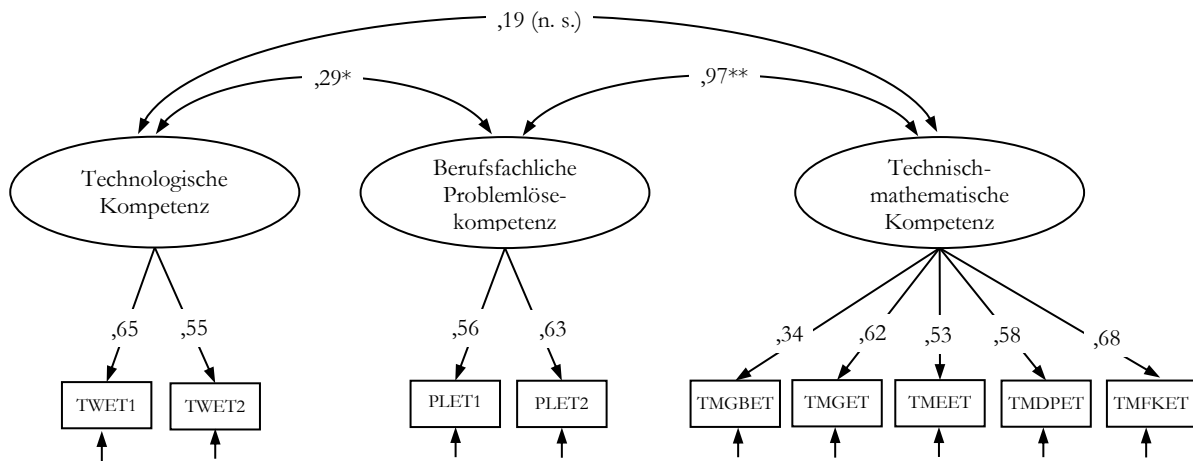 ,19 (n. s.)
,29*
,97**
Technologische
Kompetenz
Berufsfachliche
Problemlöse-
kompetenz
Technisch-
mathematische
Kompetenz
,65
,55
,56
,63
,34
,62
,53
,58
,68
TWET1
TWET2
PLET1
PLET2
TMGBET
TMGET
TMEET
TMDPET
TMFKET